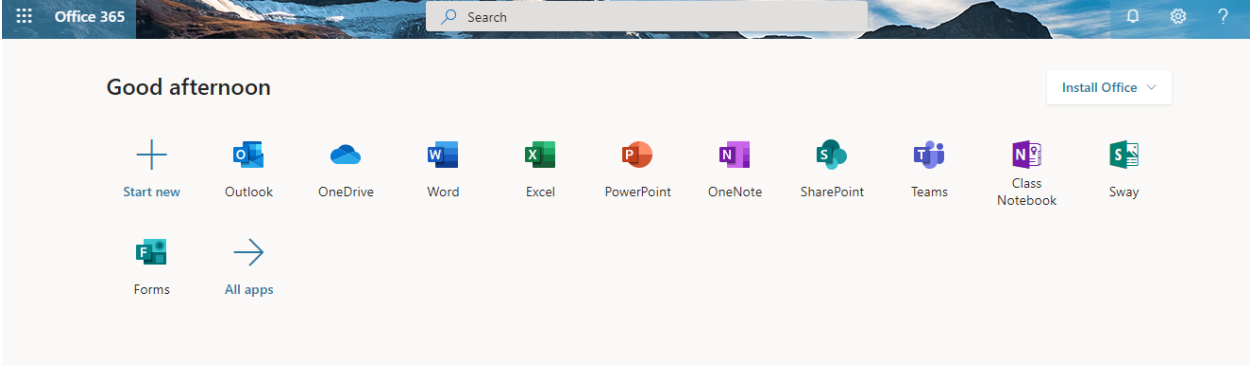 Office 365
Search
?
Good afternoon
Install Office
Start new
Outlook
OneDrive
Word
Excel
PowerPoint
OneNote
SharePoint
Teams
Class
Notebook
Sway
Forms
All apps